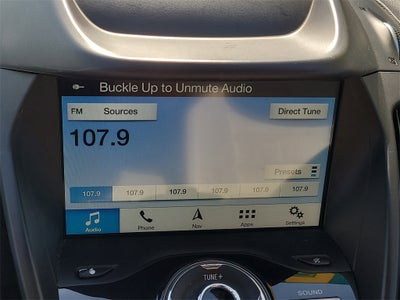 Buckle Up to Unmute Audio
FM Sources Direct Tune
107.9
Presets
107.9 107.9 107.9 107.9 107.9 107.9
Audio Phone Nav Apps Settings
TUNE+
SOUND